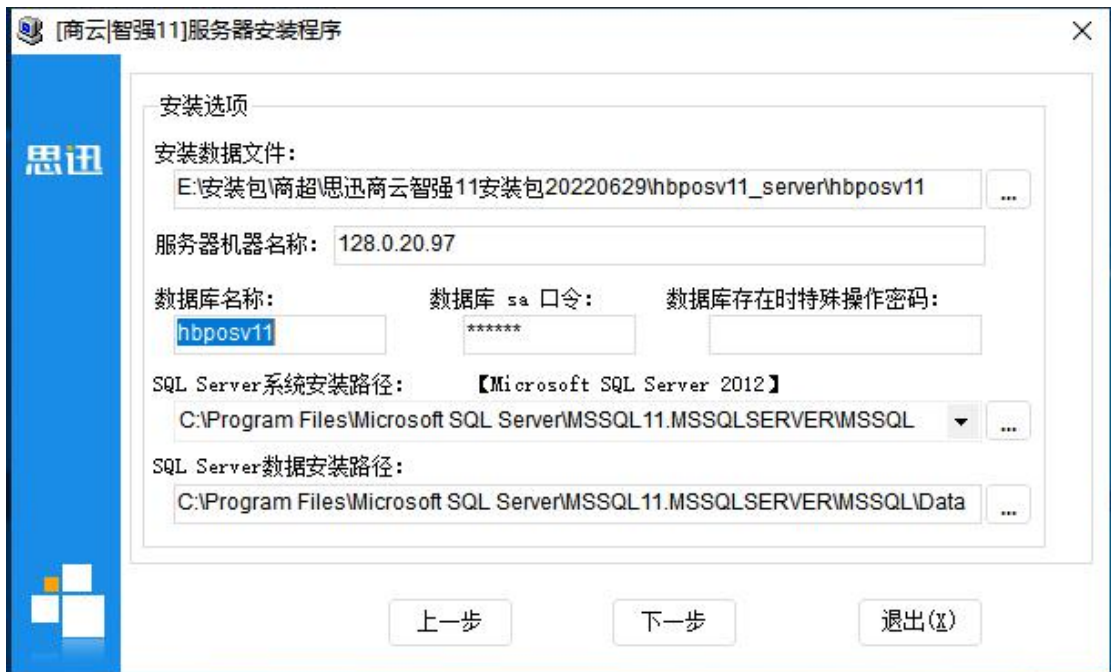 [商云|智强11]服务器安装程序
思迅
安装选项
安装数据文件：
E:\安装包\商超\思迅商云智强11安装包20220629\hbposv11_server\hbposv11
...
服务器机器名称： 128.0.20.97
数据库名称： 数据库 sa 口令： 数据库存在时特殊操作密码：
hbposv11 ******
SQL Server系统安装路径： 【Microsoft SQL Server 2012】
C:\Program Files\Microsoft SQL Server\MSSQL11.MSSQLSERVER\MSSQL
...
SQL Server数据安装路径：
C:\Program Files\Microsoft SQL Server\MSSQL11.MSSQLSERVER\MSSQL\Data
...
上一步 下一步 退出(X)